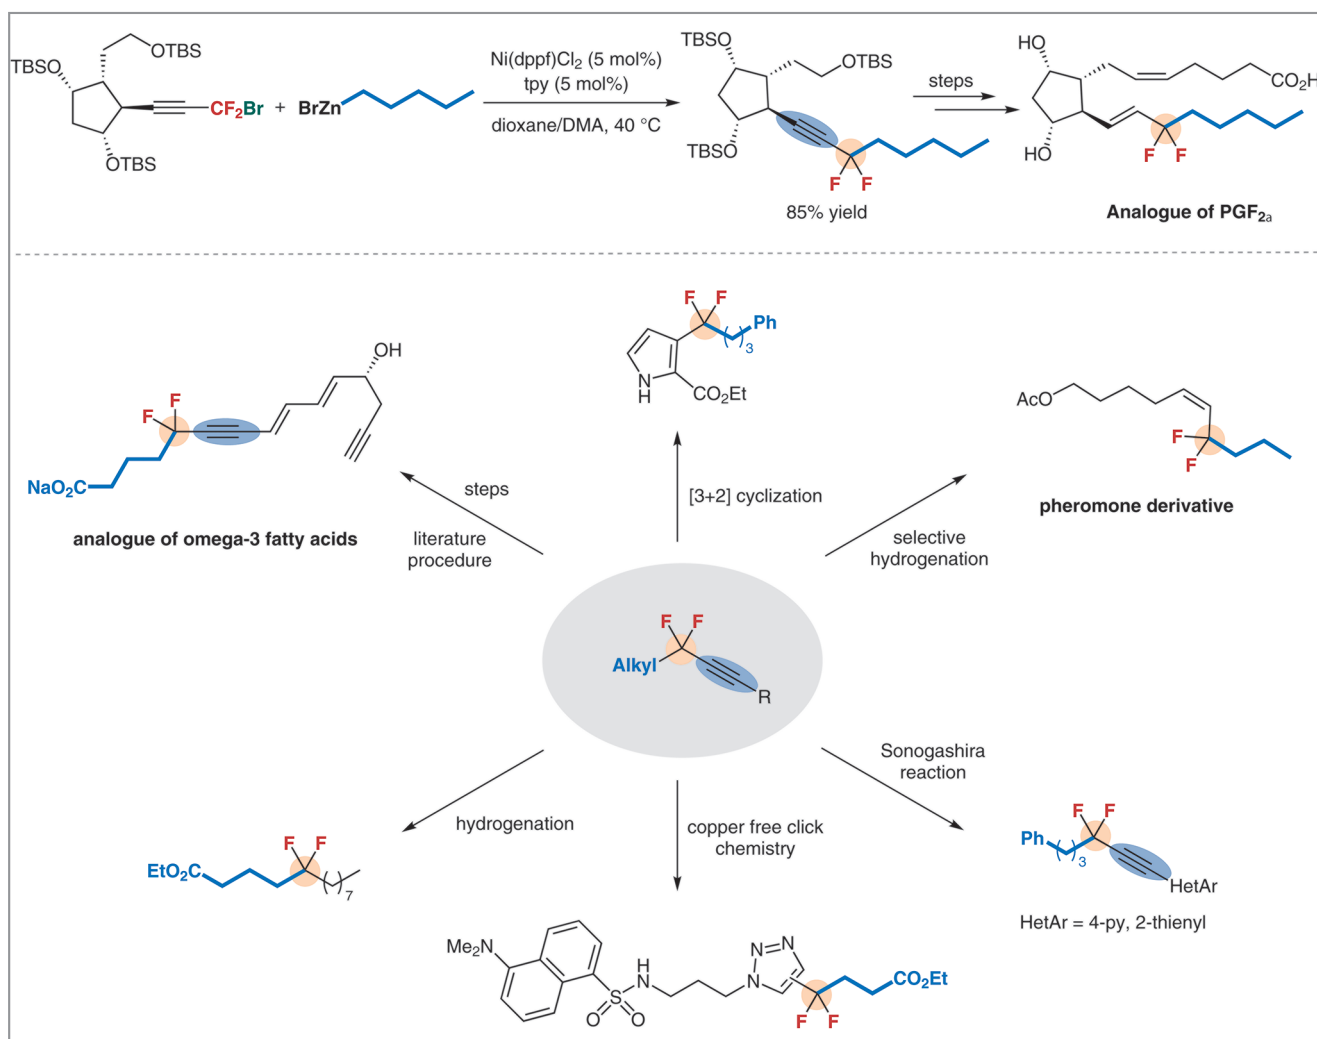 TBSO
OTBS
CF2Br
+
BrZn
OTBS
Ni(dppf)Cl2 (5 mol%)
tpy (5 mol%)
dioxane/DMA, 40 °C
TBSO
OTBS
TBSO
F F
85% yield
steps
HO
CO2H
HO
F F
Analogue of PGF2a
F F
Ph
3
N
H
CO2Et
OH
F
F
NaO2C
analogue of omega-3 fatty acids
steps
literature
procedure
[3+2] cyclization
AcO
F
F
pheromone derivative
selective
hydrogenation
F F
Alkyl
R
hydrogenation
F F
EtO2C
7
copper free click
chemistry
Sonogashira
reaction
F F
Ph
3
HetAr
HetAr = 4-py, 2-thienyl
Me2N
H
N
S
O O
N N
N
CO2Et
F F